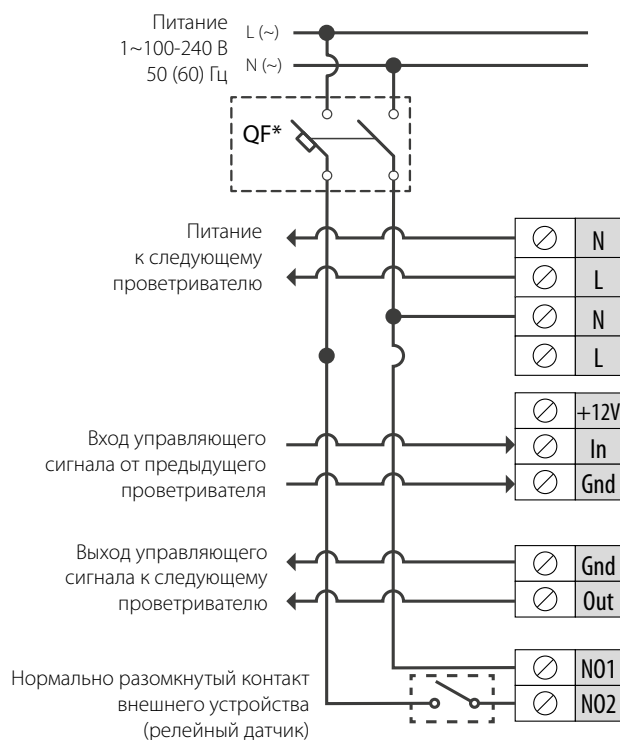 Питание
1~100-240 В
50 (60) Гц
L (~)
N (~)
QF*
Питание
к следующему
проветривателю
N
L
N
L
+12V
Вход управляющего
сигнала от предыдущего
проветривателя
In
Gnd
Выход управляющего
сигнала к следующему
проветривателю
Gnd
Out
Нормально разомкнутый контакт
внешнего устройства
(релейный датчик)
NO1
NO2